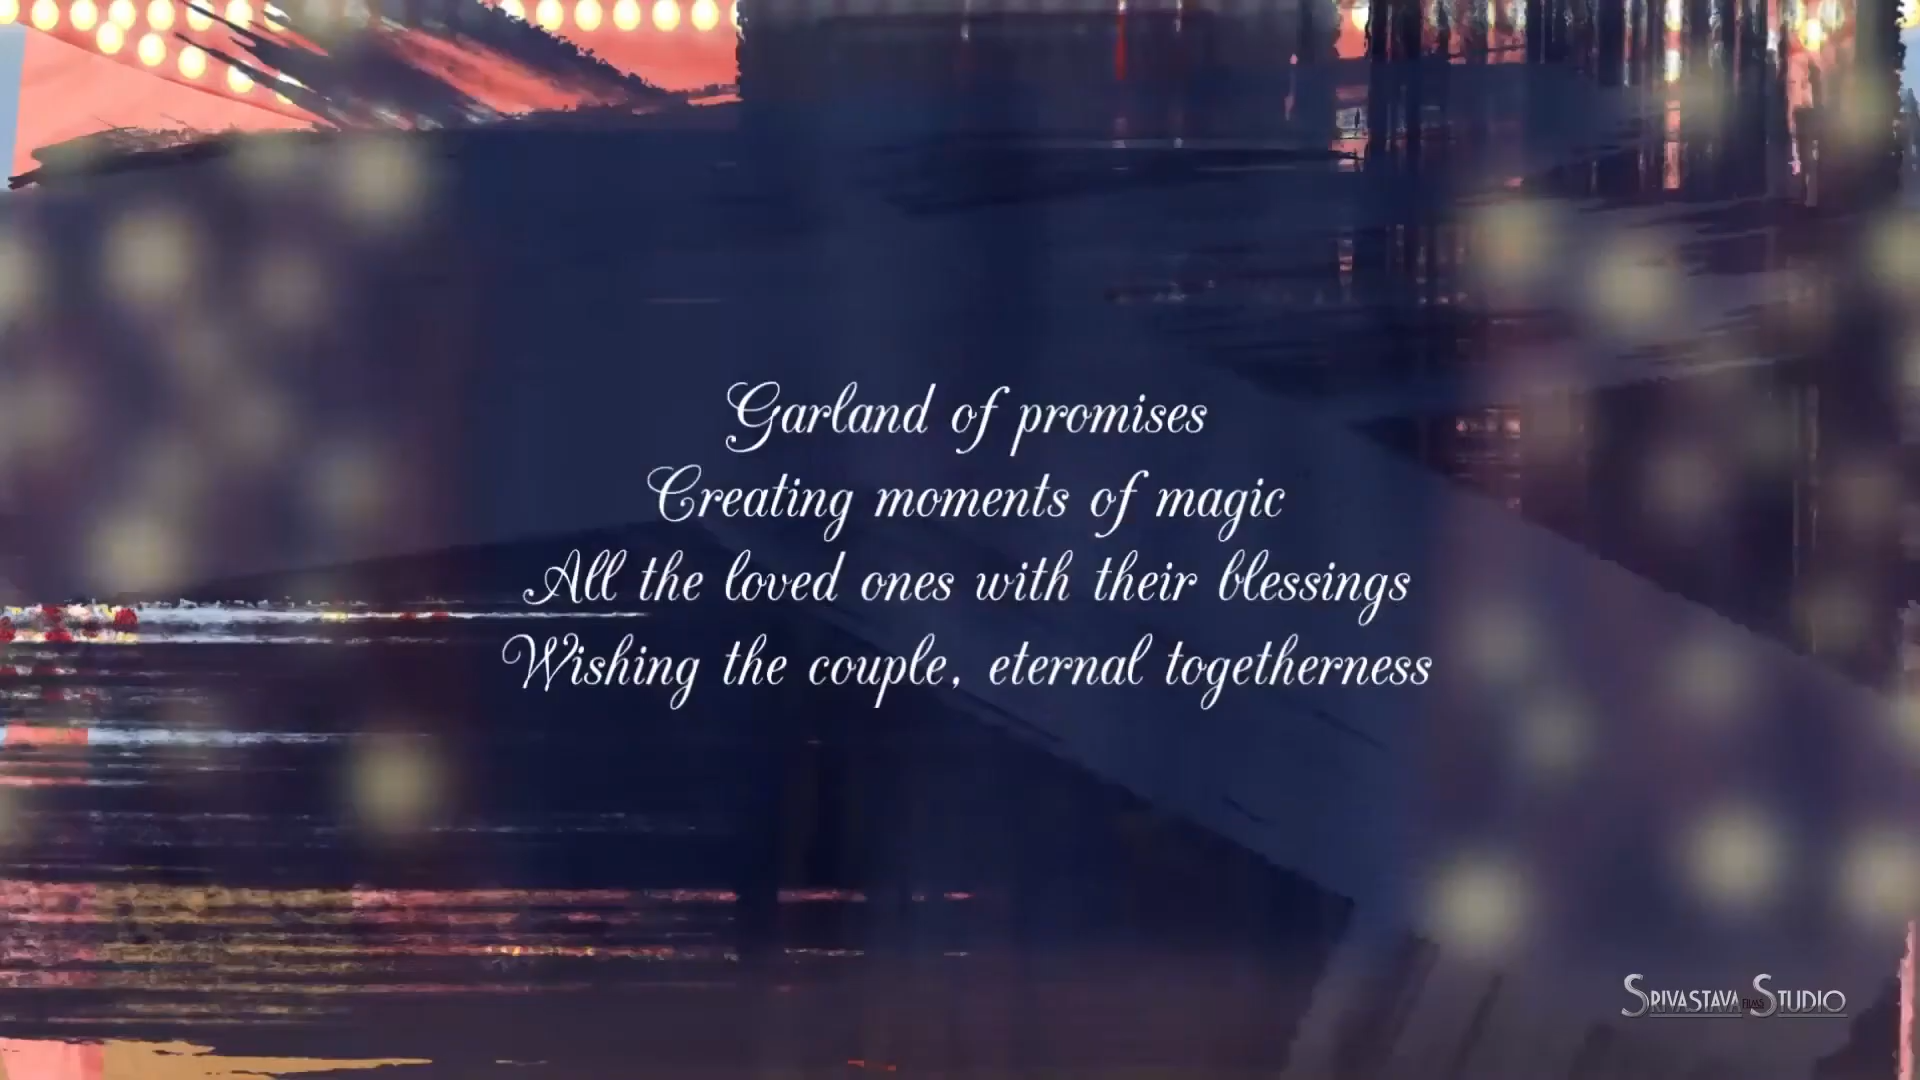 Garland of promises
Creating moments of magic
All the loved ones with their blessings
Wishing the couple, eternal togetherness
SRIVASTAVA FILMS STUDIO